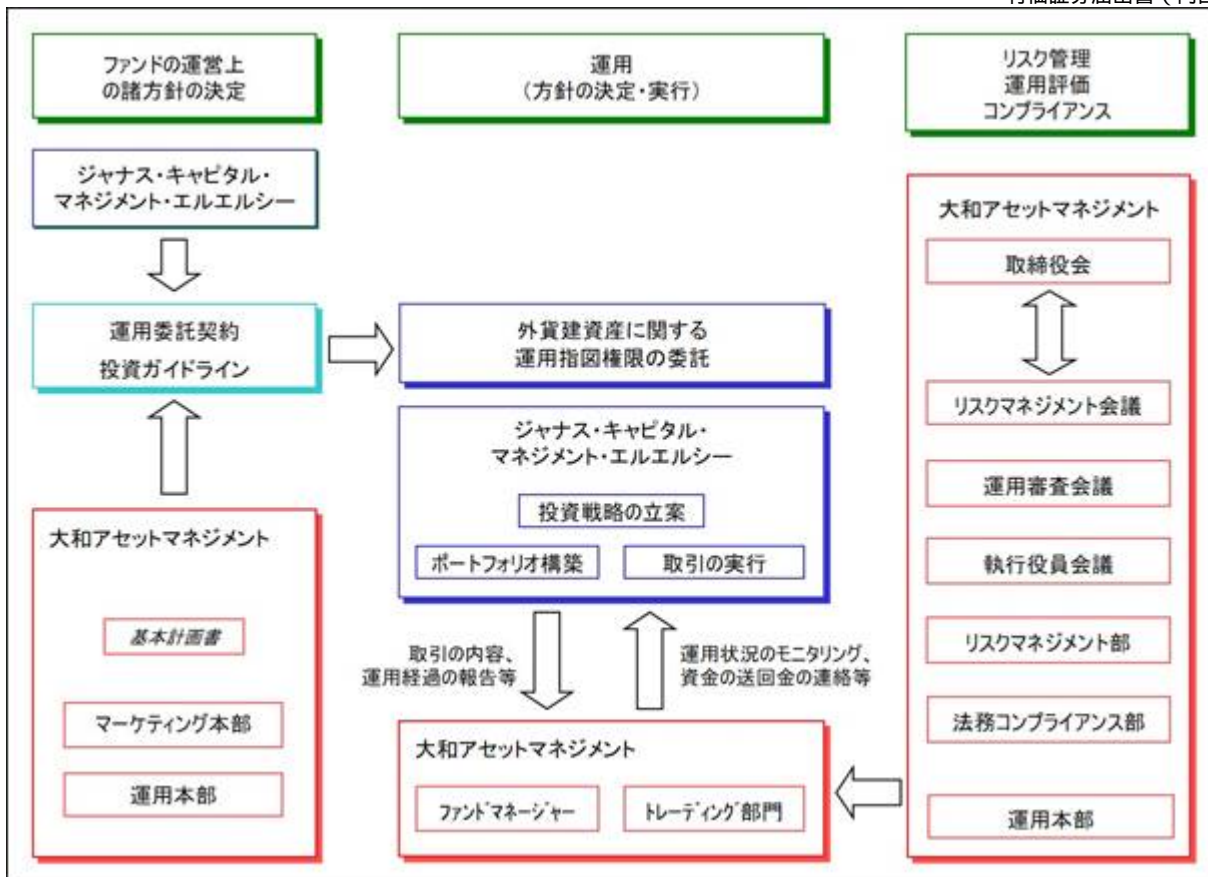 ファンドの運営上
の諸方針の決定
運用
(方針の決定・実行)
リスク管理
運用評価
コンプライアンス
ジャナス・キャピタル・
マネジメント・エルエルシー
運用委託契約
投資ガイドライン
大和アセットマネジメント
基本計画書
マーケティング本部
運用本部
外貨建資産に関する
運用指図権限の委託
ジャナス・キャピタル・
マネジメント・エルエルシー
投資戦略の立案
ポートフォリオ構築
取引の実行
取引の内容、
運用経過の報告等
運用状況のモニタリング、
資金の送回金の連絡等
大和アセットマネジメント
ファンドマネージャー
トレーディング部門
大和アセットマネジメント
取締役会
リスクマネジメント会議
運用審査会議
執行役員会議
リスクマネジメント部
法務コンプライアンス部
運用本部